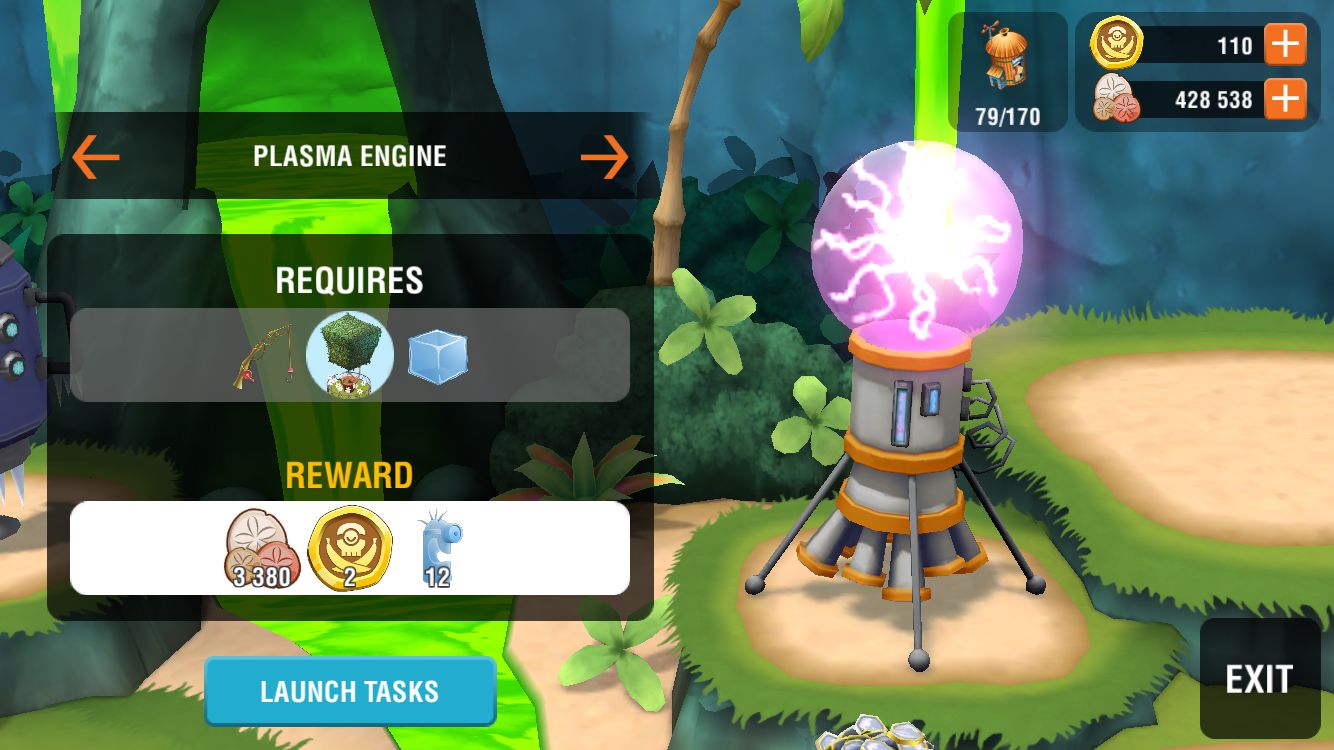 PLASMA ENGINE
79/170
110
428 538
REQUIRES
REWARD
3 380
2
12
LAUNCH TASKS
EXIT